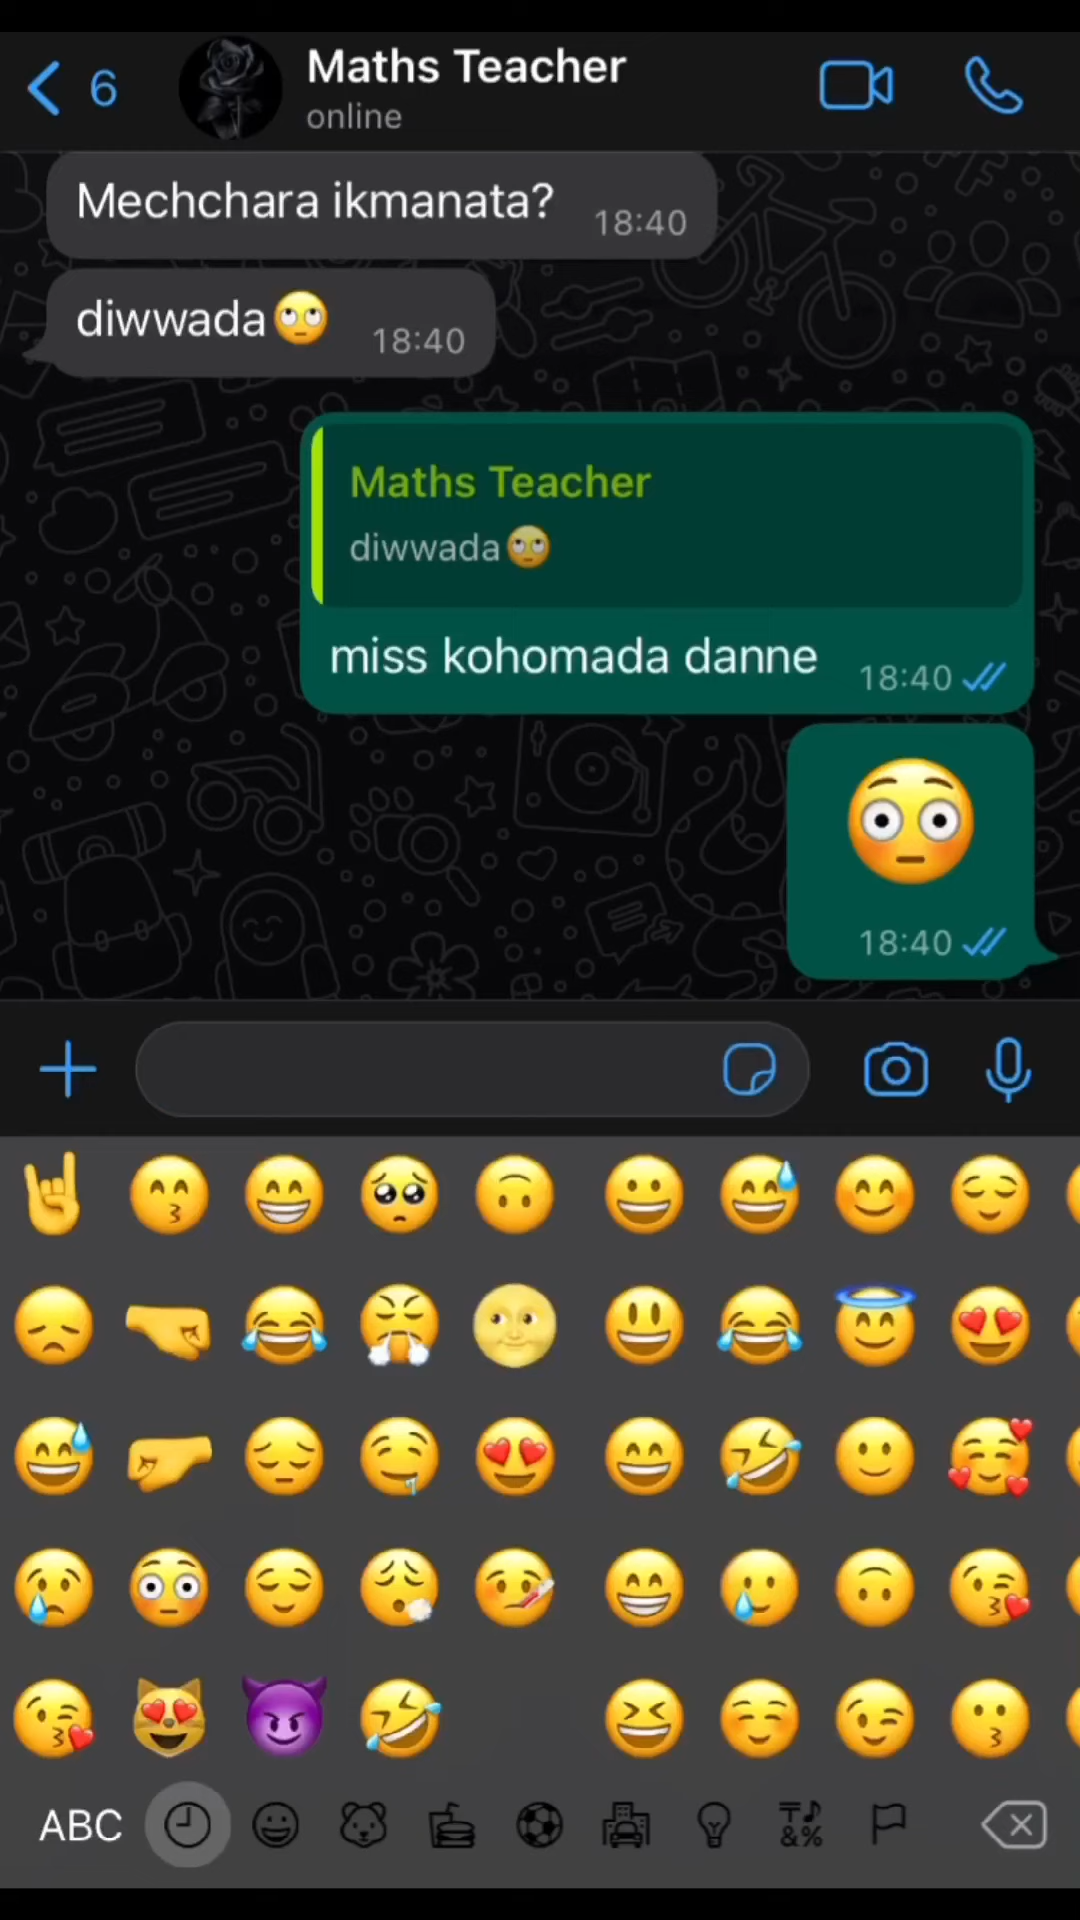 6
Maths Teacher
online
Mechchara ikmanata?
18:40
diwwada🙄
18:40
Maths Teacher
diwwada🙄
miss kohomada danne
18:40
😳
18:40
ABC